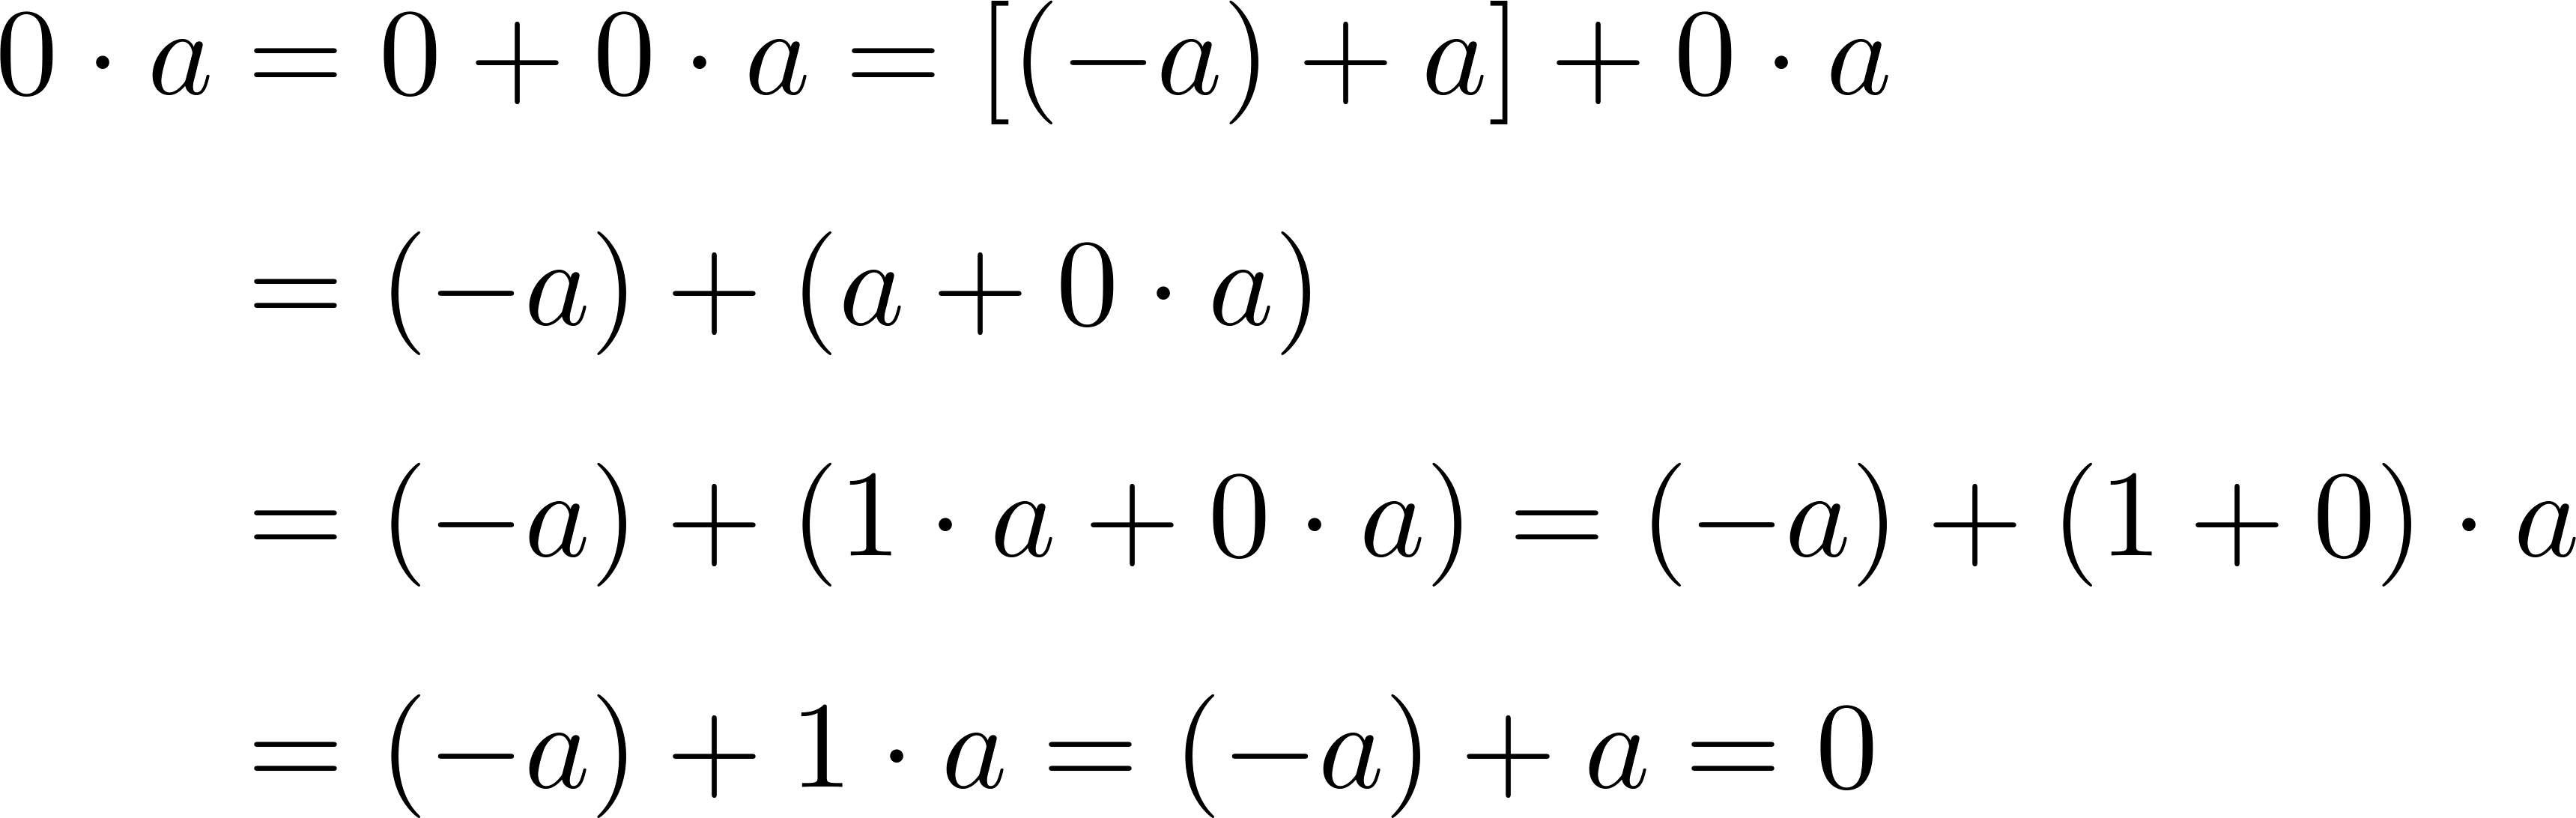 0 · a = 0 + 0 · a = [(−a) + a] + 0 · a
= (−a) + (a + 0 · a)
= (−a) + (1 · a + 0 · a) = (−a) + (1 + 0) · a
= (−a) + 1 · a = (−a) + a = 0